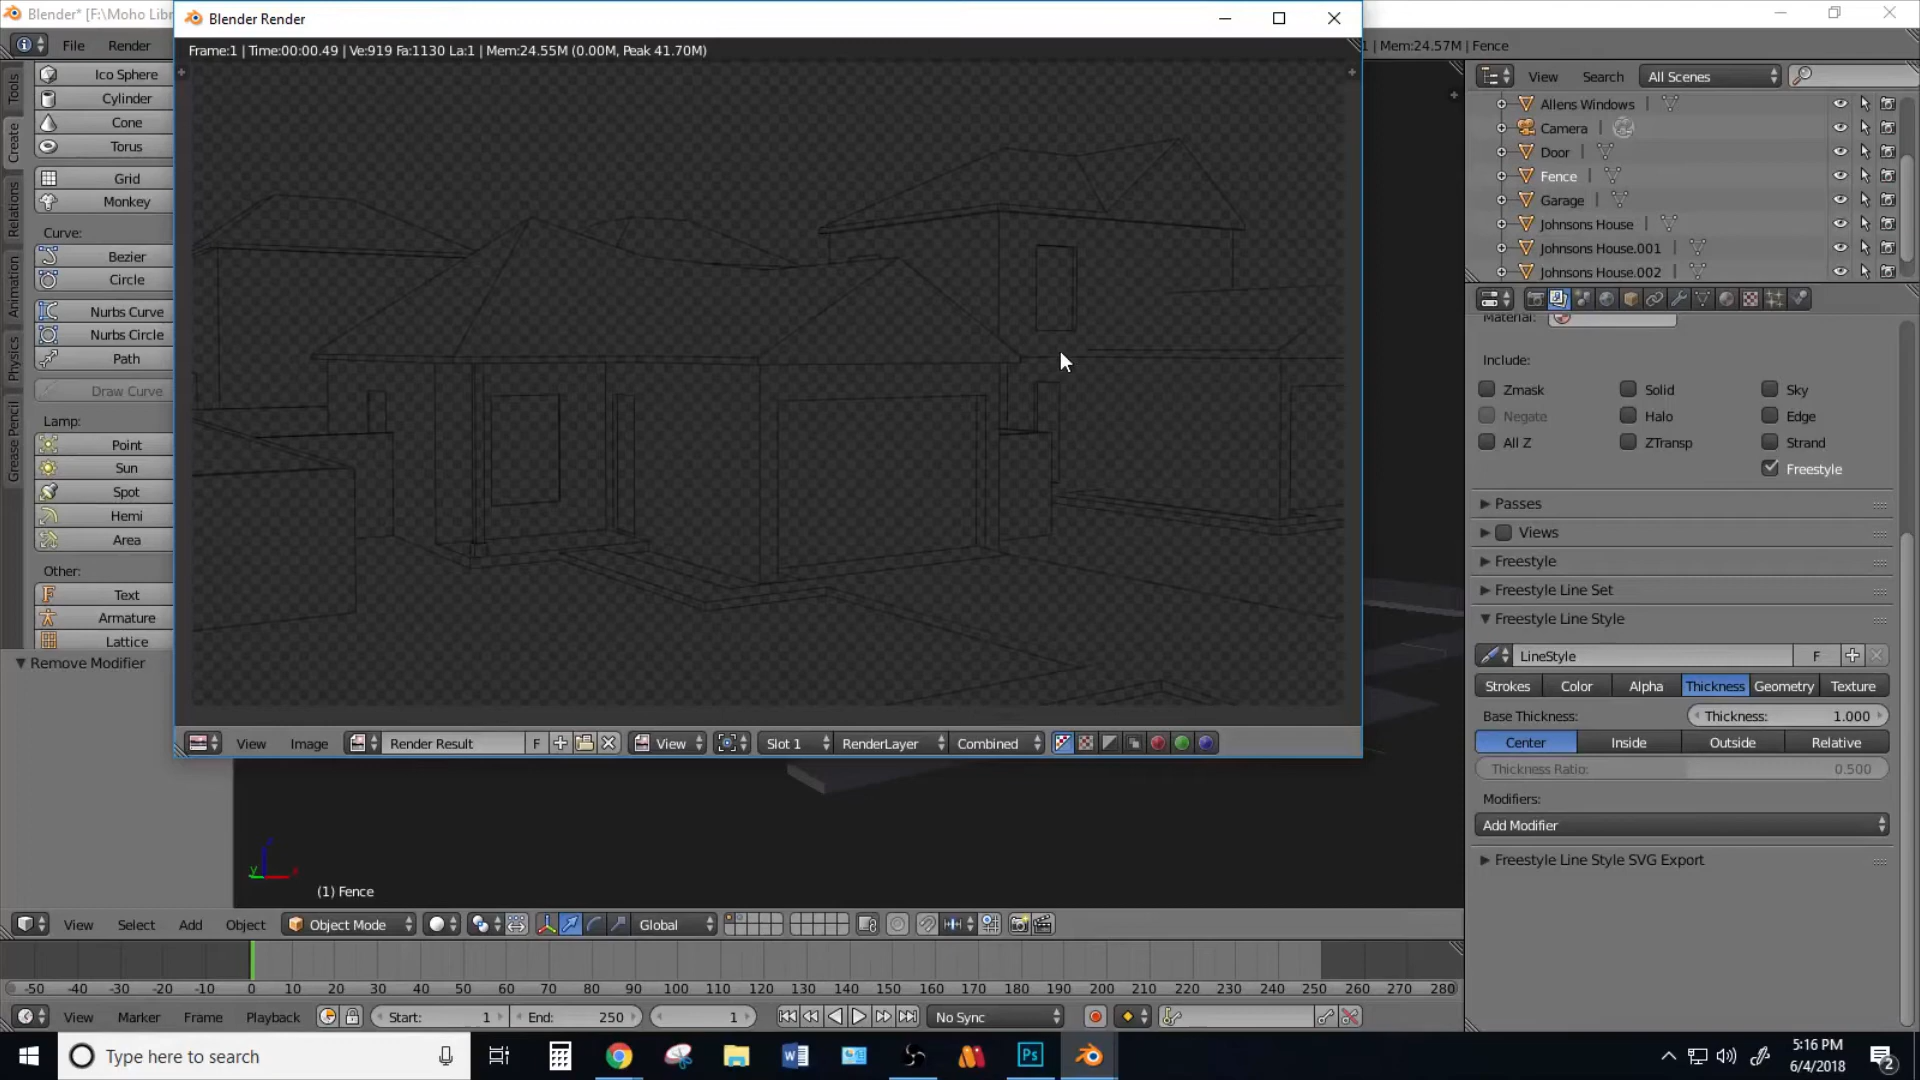 Blender* [F:\Moho Libr
Blender Render
File
Render
Frame:1 | Time:00:00.49 | Ve:919 Fa:1130 La:1 | Mem:24.55M (0.00M, Peak 41.70M)
1 | Mem:24.57M | Fence
Tools
Create
Relations
Animation
Physics
Grease Pencil
Ico Sphere
Cylinder
Cone
Torus
Grid
Monkey
Curve:
Bezier
Circle
Nurbs Curve
Nurbs Circle
Path
Draw Curve
Lamp:
Point
Sun
Spot
Hemi
Area
Other:
Text
Armature
Lattice
Remove Modifier
View
Search
All Scenes
Allens Windows
Camera
Door
Fence
Garage
Johnsons House
Johnsons House.001
Johnsons House.002
Material:
Include:
Zmask
Solid
Sky
Negate
Halo
Edge
All Z
ZTransp
Strand
Freestyle
Passes
Views
Freestyle
Freestyle Line Set
Freestyle Line Style
LineStyle
F
Strokes
Color
Alpha
Thickness
Geometry
Texture
Base Thickness:
Thickness: 1.000
Center
Inside
Outside
Relative
Thickness Ratio: 0.500
Modifiers:
Add Modifier
Freestyle Line Style SVG Export
View
Image
Render Result
F
View
Slot 1
RenderLayer
Combined
(1) Fence
View
Select
Add
Object
Object Mode
Global
-50 -40 -30 -20 -10 0 10 20 30 40 50 60 70 80 90 100 110 120 130 140 150 160 170 180 190 200 210 220 230 240 250 260 270 280
View
Marker
Frame
Playback
Start: 1
End: 250
1
No Sync
Type here to search
5:16 PM
6/4/2018
2